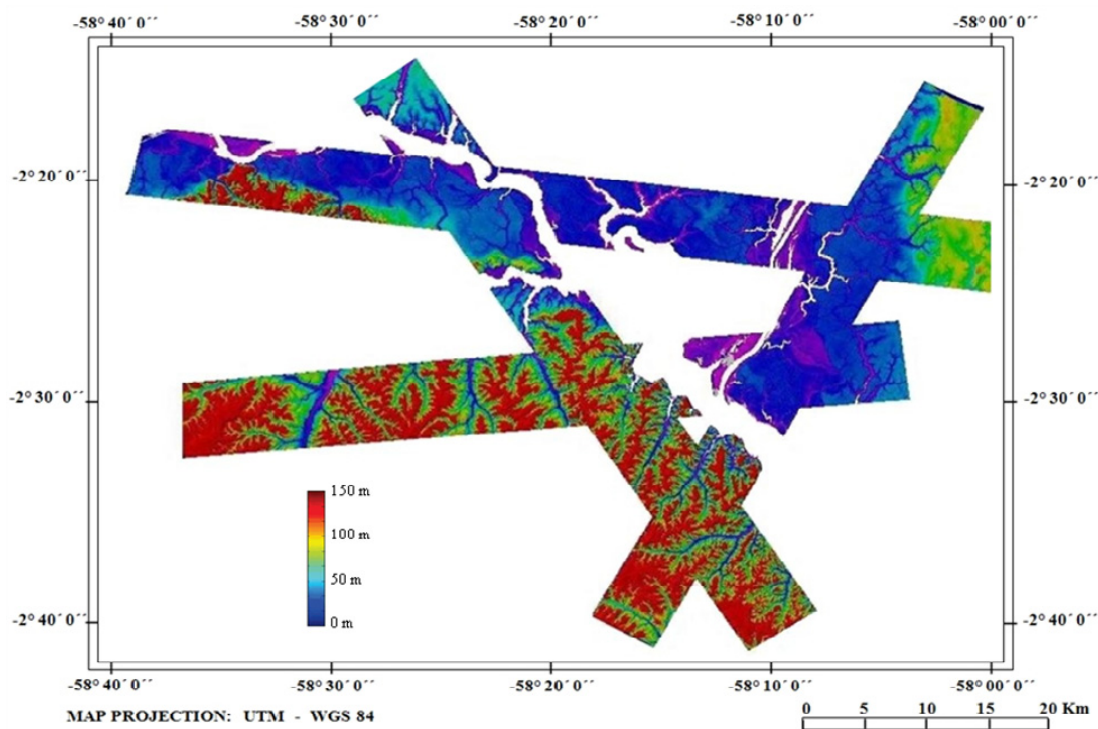 -58° 40´ 0´´ -58° 30´ 0´´ -58° 20´ 0´´ -58° 10´ 0´´ -58° 00´ 0´´
-2° 20´ 0´´ -2° 20´ 0´´
-2° 30´ 0´´ -2° 30´ 0´´
150 m
100 m
50 m
0 m
-2° 40´ 0´´ -2° 40´ 0´´
-58° 40´ 0´´ -58° 30´ 0´´ -58° 20´ 0´´ -58° 10´ 0´´ -58° 00´ 0´´
MAP PROJECTION: UTM - WGS 84
0 5 10 15 20 Km